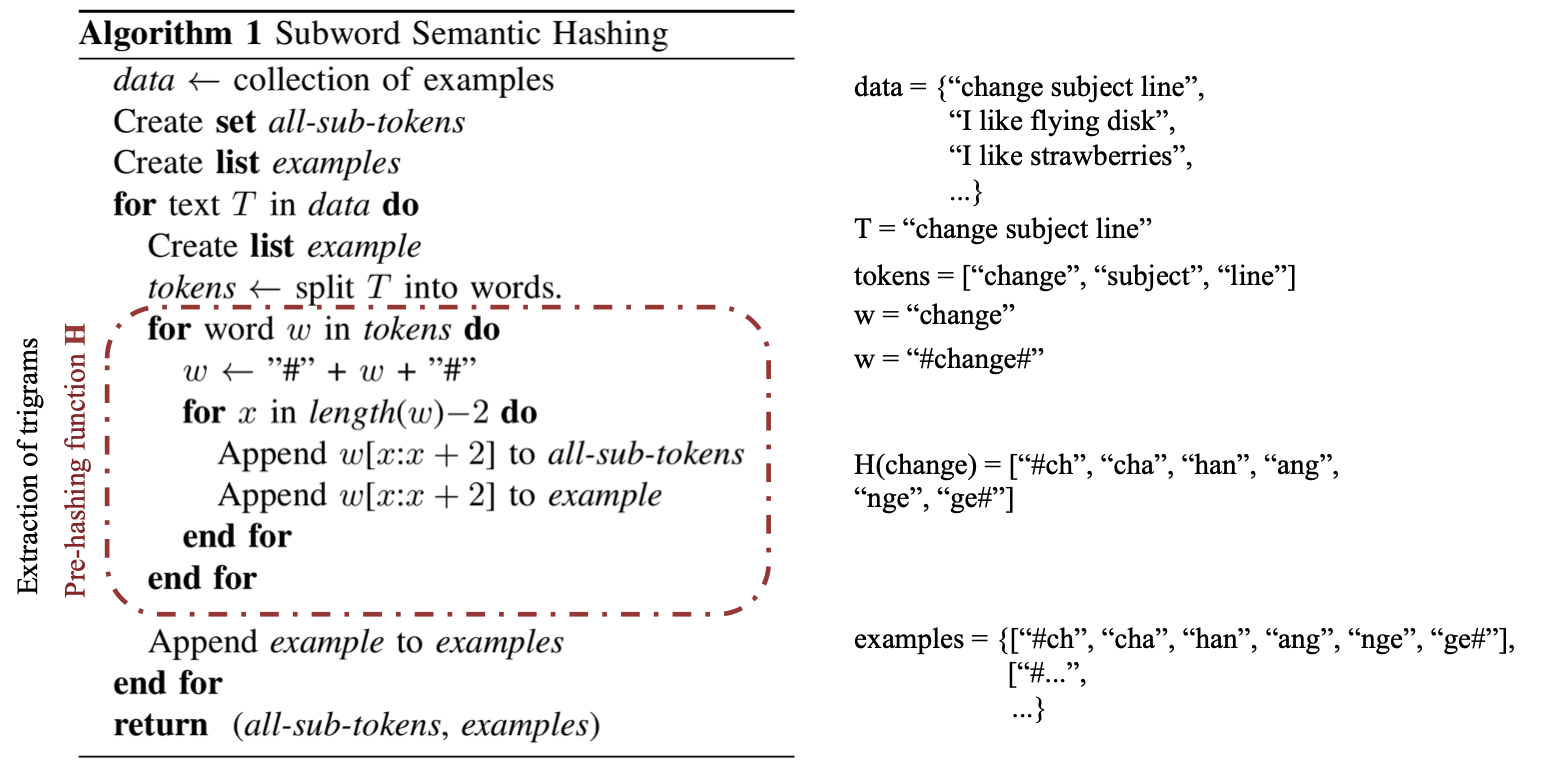 Algorithm 1 Subword Semantic Hashing
data ← collection of examples
Create set all-sub-tokens
Create list examples
for text T in data do
Create list example
tokens ← split T into words.
for word w in tokens do
w ← ”#” + w + ”#”
for x in length(w)−2 do
Append w[x:x + 2] to all-sub-tokens
Append w[x:x + 2] to example
end for
end for
Append example to examples
end for
return (all-sub-tokens, examples)
Extraction of trigrams
Pre-hashing function H
data = {“change subject line”,
“I like flying disk”,
“I like strawberries”,
...}
T = “change subject line”
tokens = [“change”, “subject”, “line”]
w = “change”
w = “#change#”
H(change) = [“#ch”, “cha”, “han”, “ang”,
“nge”, “ge#”]
examples = {[“#ch”, “cha”, “han”, “ang”, “nge”, “ge#”],
[“#...”,
...}